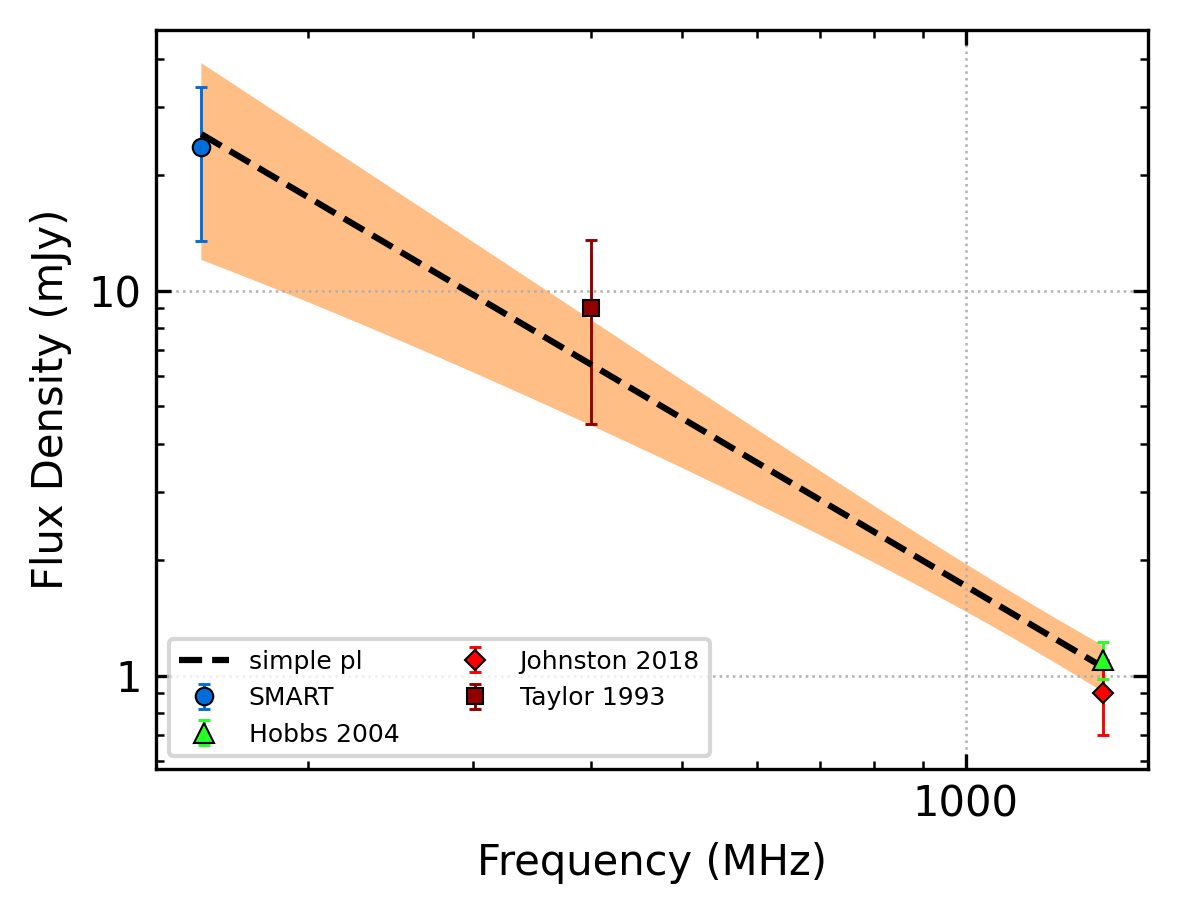 Flux Density (mJy)
10
1
simple pl
SMART
Hobbs 2004
Johnston 2018
Taylor 1993
1000
Frequency (MHz)